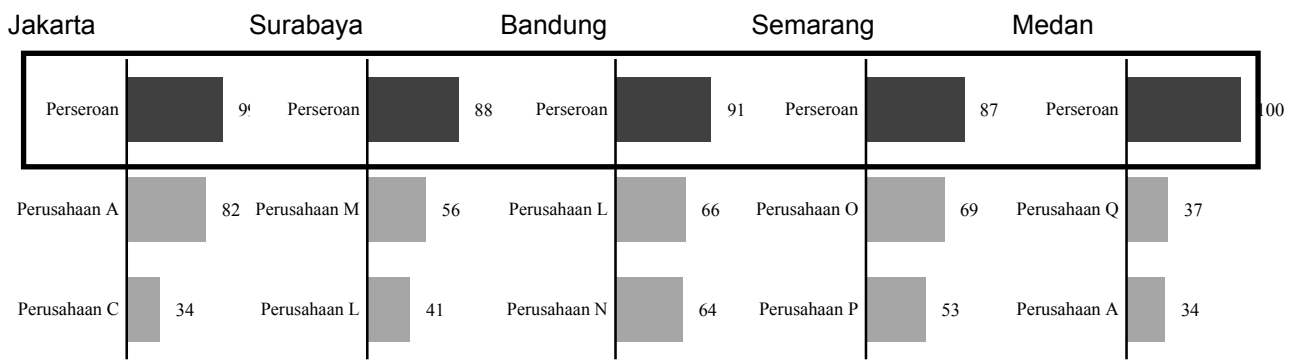 Jakarta Surabaya Bandung Semarang Medan
Perseroan 99 Perseroan 88 Perseroan 91 Perseroan 87 Perseroan 100
Perusahaan A 82 Perusahaan M 56 Perusahaan L 66 Perusahaan O 69 Perusahaan Q 37
Perusahaan C 34 Perusahaan L 41 Perusahaan N 64 Perusahaan P 53 Perusahaan A 34